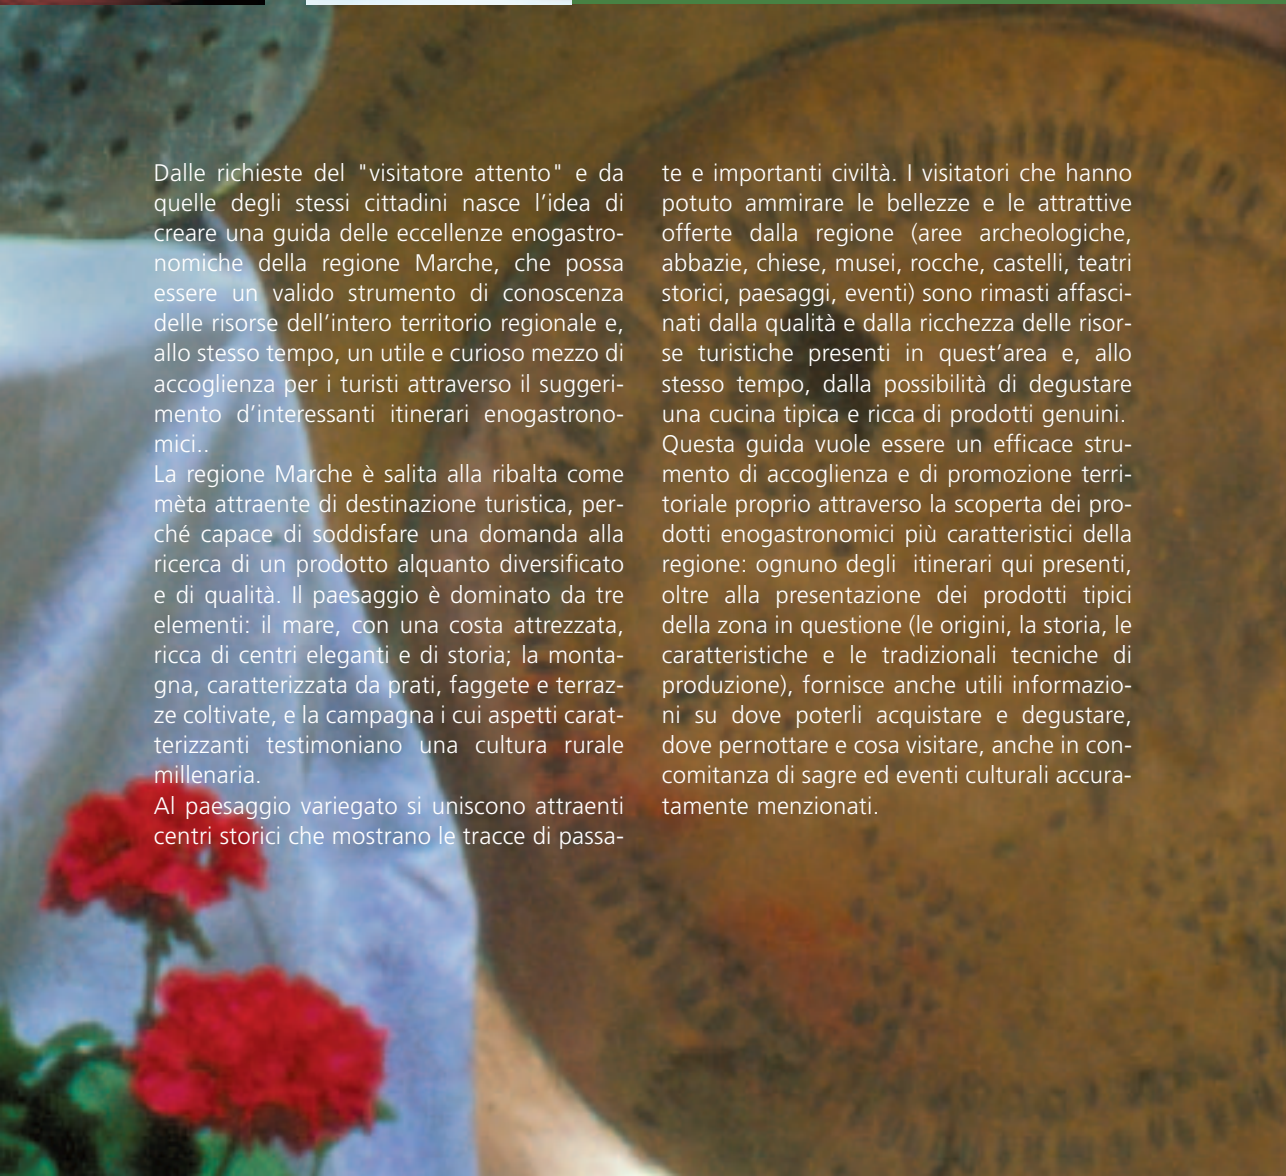 Dalle richieste del "visitatore attento" e da
quelle degli stessi cittadini nasce l'idea di
creare una guida delle eccellenze enogastro-
nomiche della regione Marche, che possa
essere un valido strumento di conoscenza
delle risorse dell'intero territorio regionale e,
allo stesso tempo, un utile e curioso mezzo di
accoglienza per i turisti attraverso il suggeri-
mento d'interessanti itinerari enogastrono-
mici..
La regione Marche è salita alla ribalta come
mèta attraente di destinazione turistica, per-
ché capace di soddisfare una domanda alla
ricerca di un prodotto alquanto diversificato
e di qualità. Il paesaggio è dominato da tre
elementi: il mare, con una costa attrezzata,
ricca di centri eleganti e di storia; la monta-
gna, caratterizzata da prati, faggete e terraz-
ze coltivate, e la campagna i cui aspetti carat-
terizzanti testimoniano una cultura rurale
millenaria.
Al paesaggio variegato si uniscono attraenti
centri storici che mostrano le tracce di passa-
te e importanti civiltà. I visitatori che hanno
potuto ammirare le bellezze e le attrattive
offerte dalla regione (aree archeologiche,
abbazie, chiese, musei, rocche, castelli, teatri
storici, paesaggi, eventi) sono rimasti affasci-
nati dalla qualità e dalla ricchezza delle risor-
se turistiche presenti in quest'area e, allo
stesso tempo, dalla possibilità di degustare
una cucina tipica e ricca di prodotti genuini.
Questa guida vuole essere un efficace stru-
mento di accoglienza e di promozione terri-
toriale proprio attraverso la scoperta dei pro-
dotti enogastronomici più caratteristici della
regione: ognuno degli itinerari qui presenti,
oltre alla presentazione dei prodotti tipici
della zona in questione (le origini, la storia, le
caratteristiche e le tradizionali tecniche di
produzione), fornisce anche utili informazio-
ni su dove poterli acquistare e degustare,
dove pernottare e cosa visitare, anche in con-
comitanza di sagre ed eventi culturali accura-
tamente menzionati.